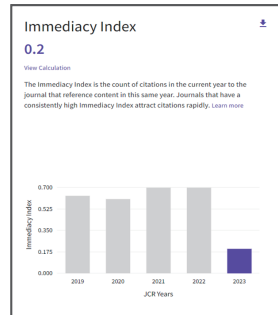 Immediacy Index
0.2
View Calculation
The Immediacy Index is the count of citations in the current year to the
journal that reference content in this same year. Journals that have a
consistently high Immediacy Index attract citations rapidly. Learn more
0.700
0.525
0.350
0.175
0.000
Immediacy Index
2019 2020 2021 2022 2023
JCR Years